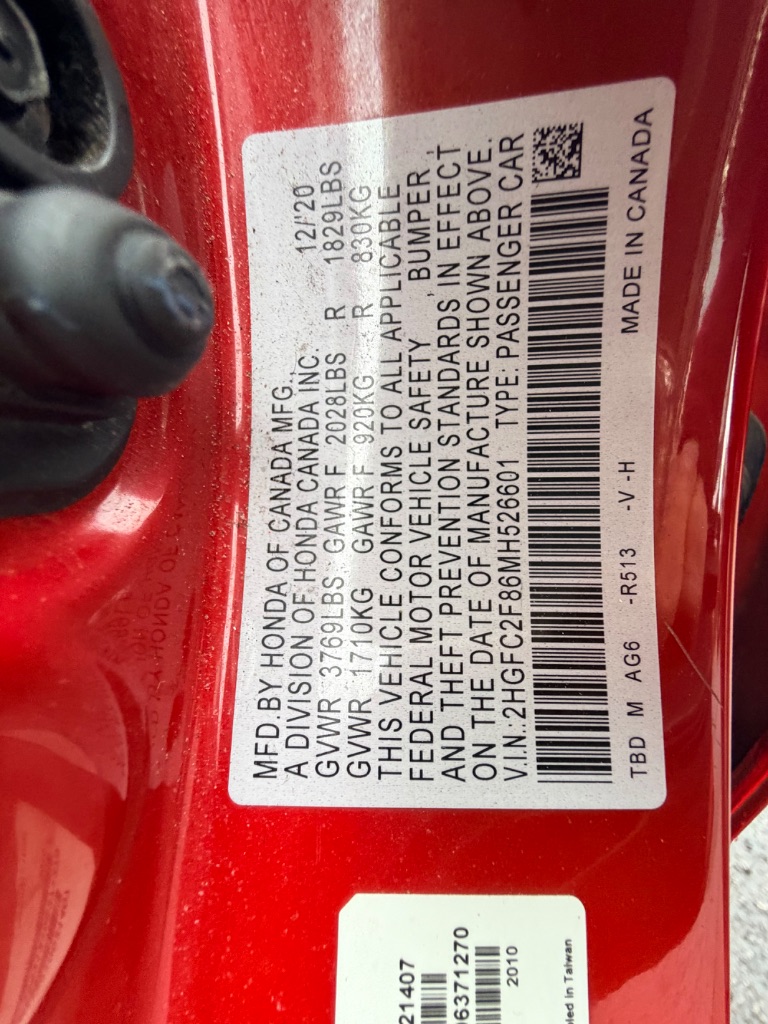 MFD.BY HONDA OF CANADA MFG., 12/'20
A DIVISION OF HONDA CANADA INC.
GVWR 3769LBS GAWR F 2028LBS R 1829LBS
GVWR 1710KG GAWR F 920KG R 830KG
THIS VEHICLE CONFORMS TO ALL APPLICABLE
FEDERAL MOTOR VEHICLE SAFETY , BUMPER ,
AND THEFT PREVENTION STANDARDS IN EFFECT
ON THE DATE OF MANUFACTURE SHOWN ABOVE.
V.I.N.:2HGFC2F86MH526601 TYPE: PASSENGER CAR
TBD M AG6 -R513 -V -H MADE IN CANADA
21407
06371270
2010
in Taiwan